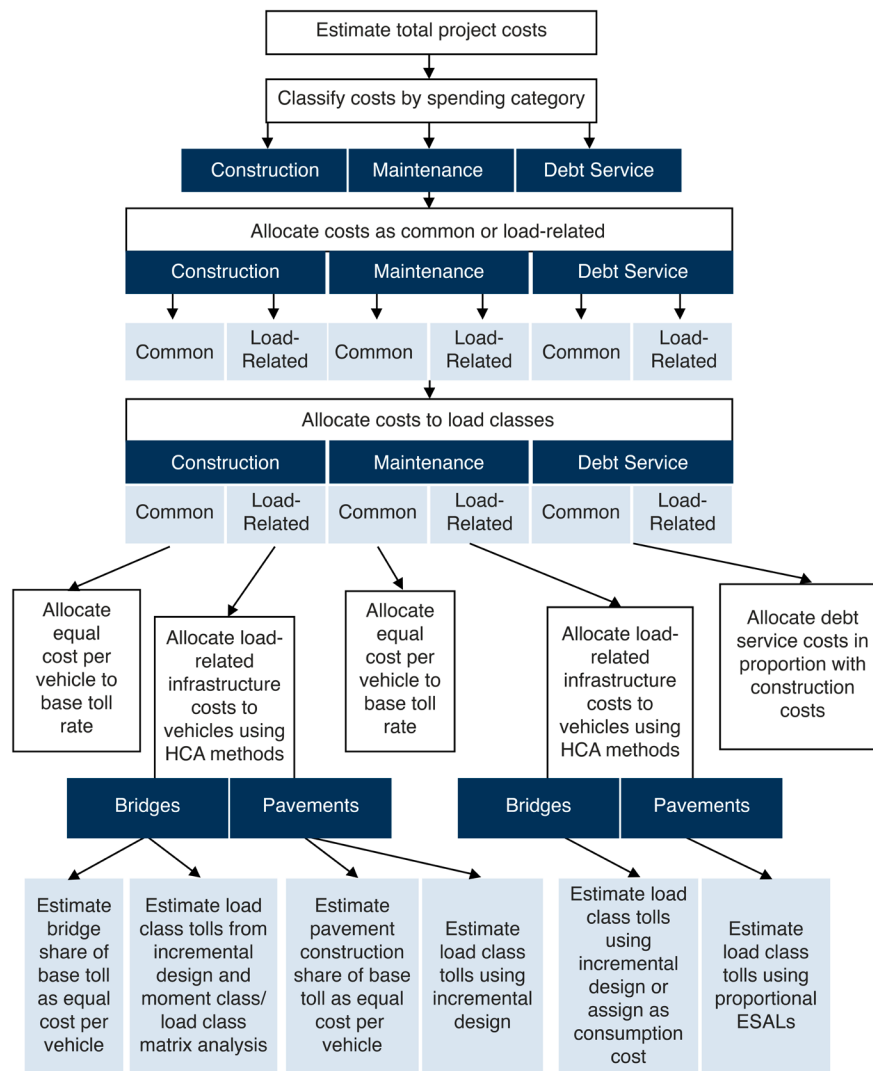 Estimate total project costs
Classify costs by spending category
Construction
Maintenance
Debt Service
Allocate costs as common or load-related
Construction
Maintenance
Debt Service
Common
Load-
Related
Common
Load-
Related
Common
Load-
Related
Allocate costs to load classes
Construction
Maintenance
Debt Service
Common
Load-
Related
Common
Load-
Related
Common
Load-
Related
Allocate
equal
cost per
vehicle to
base toll
rate
Allocate load-
related
infrastructure
costs to
vehicles using
HCA methods
Allocate
equal
cost per
vehicle to
base toll
rate
Allocate load-
related
infrastructure
costs to
vehicles using
HCA methods
Allocate debt
service costs in
proportion with
construction
costs
Bridges
Pavements
Bridges
Pavements
Estimate
bridge
share of
base toll
as equal
cost per
vehicle
Estimate load
class tolls from
incremental
design and
moment class/
load class
matrix analysis
Estimate
pavement
construction
share of base
toll as equal
cost per
vehicle
Estimate
load class
tolls using
incremental
design
Estimate load
class tolls
using
incremental
design or
assign as
consumption
cost
Estimate
load class
tolls using
proportional
ESALs